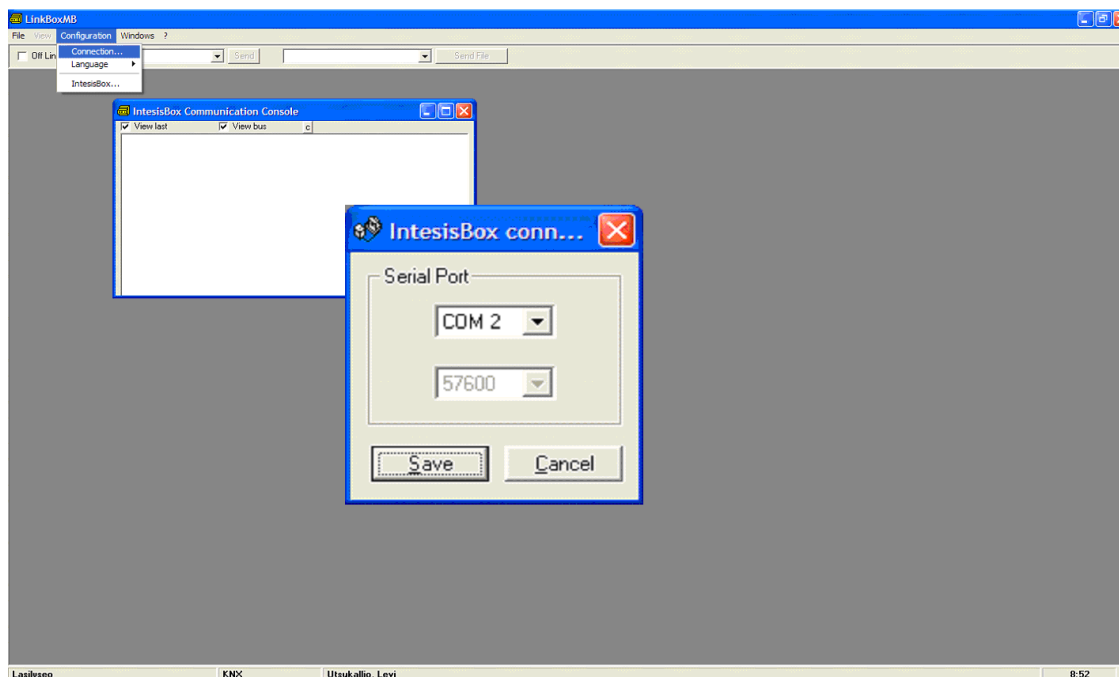 LinkBoxMB
File View Configuration Windows ?
Off Lin
Send
Send File
Connection...
Language
IntesisBox...
IntesisBox Communication Console
View last View bus c
IntesisBox conn...
Serial Port
COM 2
57600
Save Cancel
Lasilyseo KNX Utsukallio, Levi 8:52